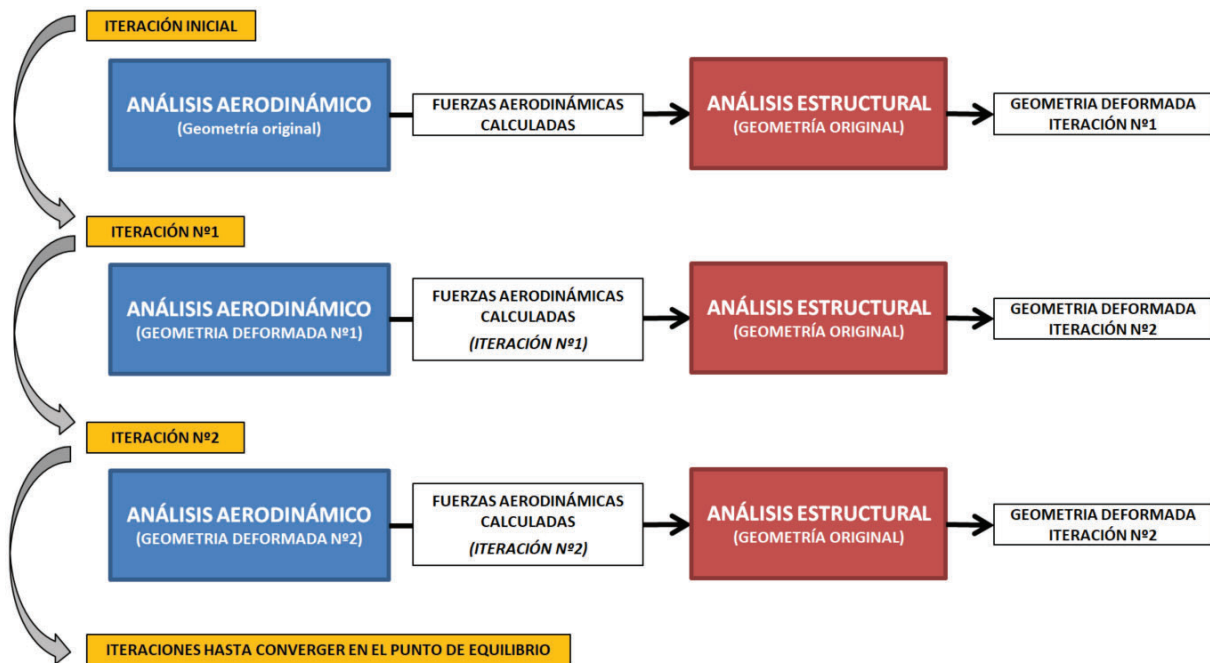 ITERACIÓN INICIAL
ANÁLISIS AERODINÁMICO
(Geometría original)
FUERZAS AERODINÁMICAS
CALCULADAS
ANÁLISIS ESTRUCTURAL
(GEOMETRÍA ORIGINAL)
GEOMETRIA DEFORMADA
ITERACIÓN Nº1
ITERACIÓN Nº1
ANÁLISIS AERODINÁMICO
(GEOMETRIA DEFORMADA Nº1)
FUERZAS AERODINÁMICAS
CALCULADAS
(ITERACIÓN Nº1)
ANÁLISIS ESTRUCTURAL
(GEOMETRÍA ORIGINAL)
GEOMETRIA DEFORMADA
ITERACIÓN Nº2
ITERACIÓN Nº2
ANÁLISIS AERODINÁMICO
(GEOMETRIA DEFORMADA Nº2)
FUERZAS AERODINÁMICAS
CALCULADAS
(ITERACIÓN Nº2)
ANÁLISIS ESTRUCTURAL
(GEOMETRÍA ORIGINAL)
GEOMETRIA DEFORMADA
ITERACIÓN Nº2
ITERACIONES HASTA CONVERGER EN EL PUNTO DE EQUILIBRIO